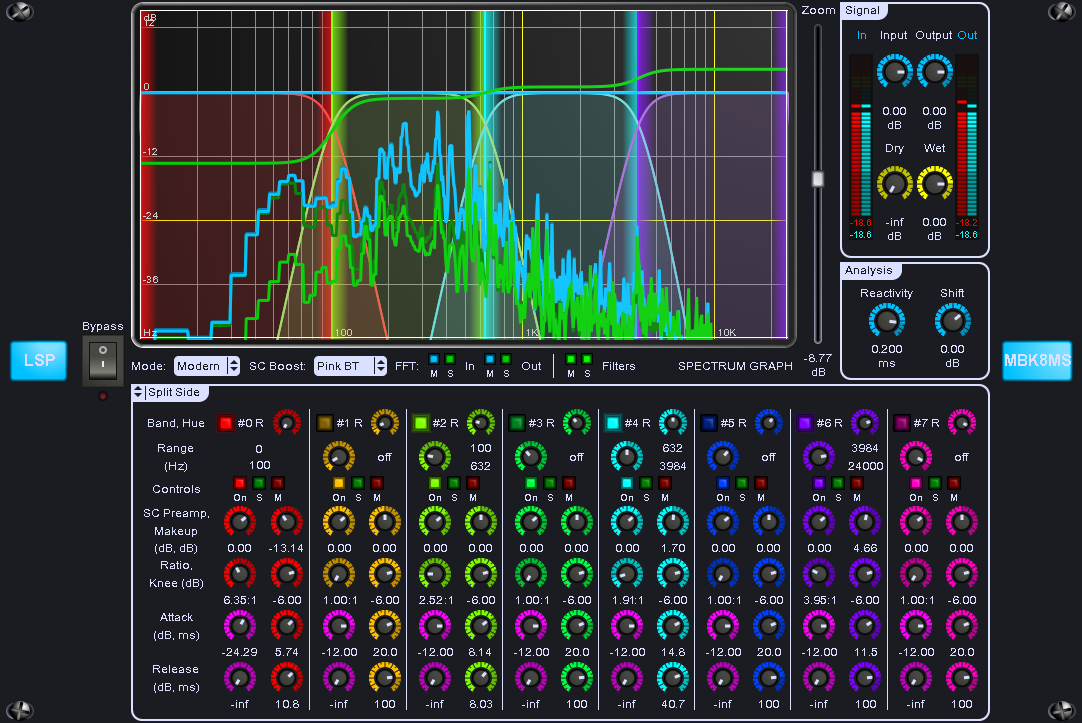 Zoom
Signal
In Input Output Out
dB
12
0
-12
-24
-36
Hz 100 1K 10K
0.00 0.00
dB dB
Dry Wet
-inf 0.00
dB dB
-18.6 -18.2
-18.6 -18.6
Analysis
Reactivity Shift
0.200 0.00
ms dB
Bypass
LSP
MBK8MS
-8.77
dB
Mode: Modern SC Boost: Pink BT FFT: M S In M S Out M S Filters SPECTRUM GRAPH
Split Side
Band, Hue #0 R #1 R #2 R #3 R #4 R #5 R #6 R #7 R
Range 0 off 100 off 632 off 3984 off
(Hz) 100 632 3984 24000
Controls On S M On S M On S M On S M On S M On S M On S M On S M
SC Preamp,
Makeup
(dB, dB) 0.00 -13.14 0.00 0.00 0.00 0.00 0.00 0.00 0.00 1.70 0.00 0.00 0.00 4.66 0.00 0.00
Ratio,
Knee (dB)
6.35:1 -6.00 1.00:1 -6.00 2.52:1 -6.00 1.00:1 -6.00 1.91:1 -6.00 1.00:1 -6.00 3.95:1 -6.00 1.00:1 -6.00
Attack
(dB, ms)
-24.29 5.74 -12.00 20.0 -12.00 8.14 -12.00 20.0 -12.00 14.8 -12.00 20.0 -12.00 11.5 -12.00 20.0
Release
(dB, ms)
-inf 10.8 -inf 100 -inf 8.03 -inf 100 -inf 40.7 -inf 100 -inf 100 -inf 100